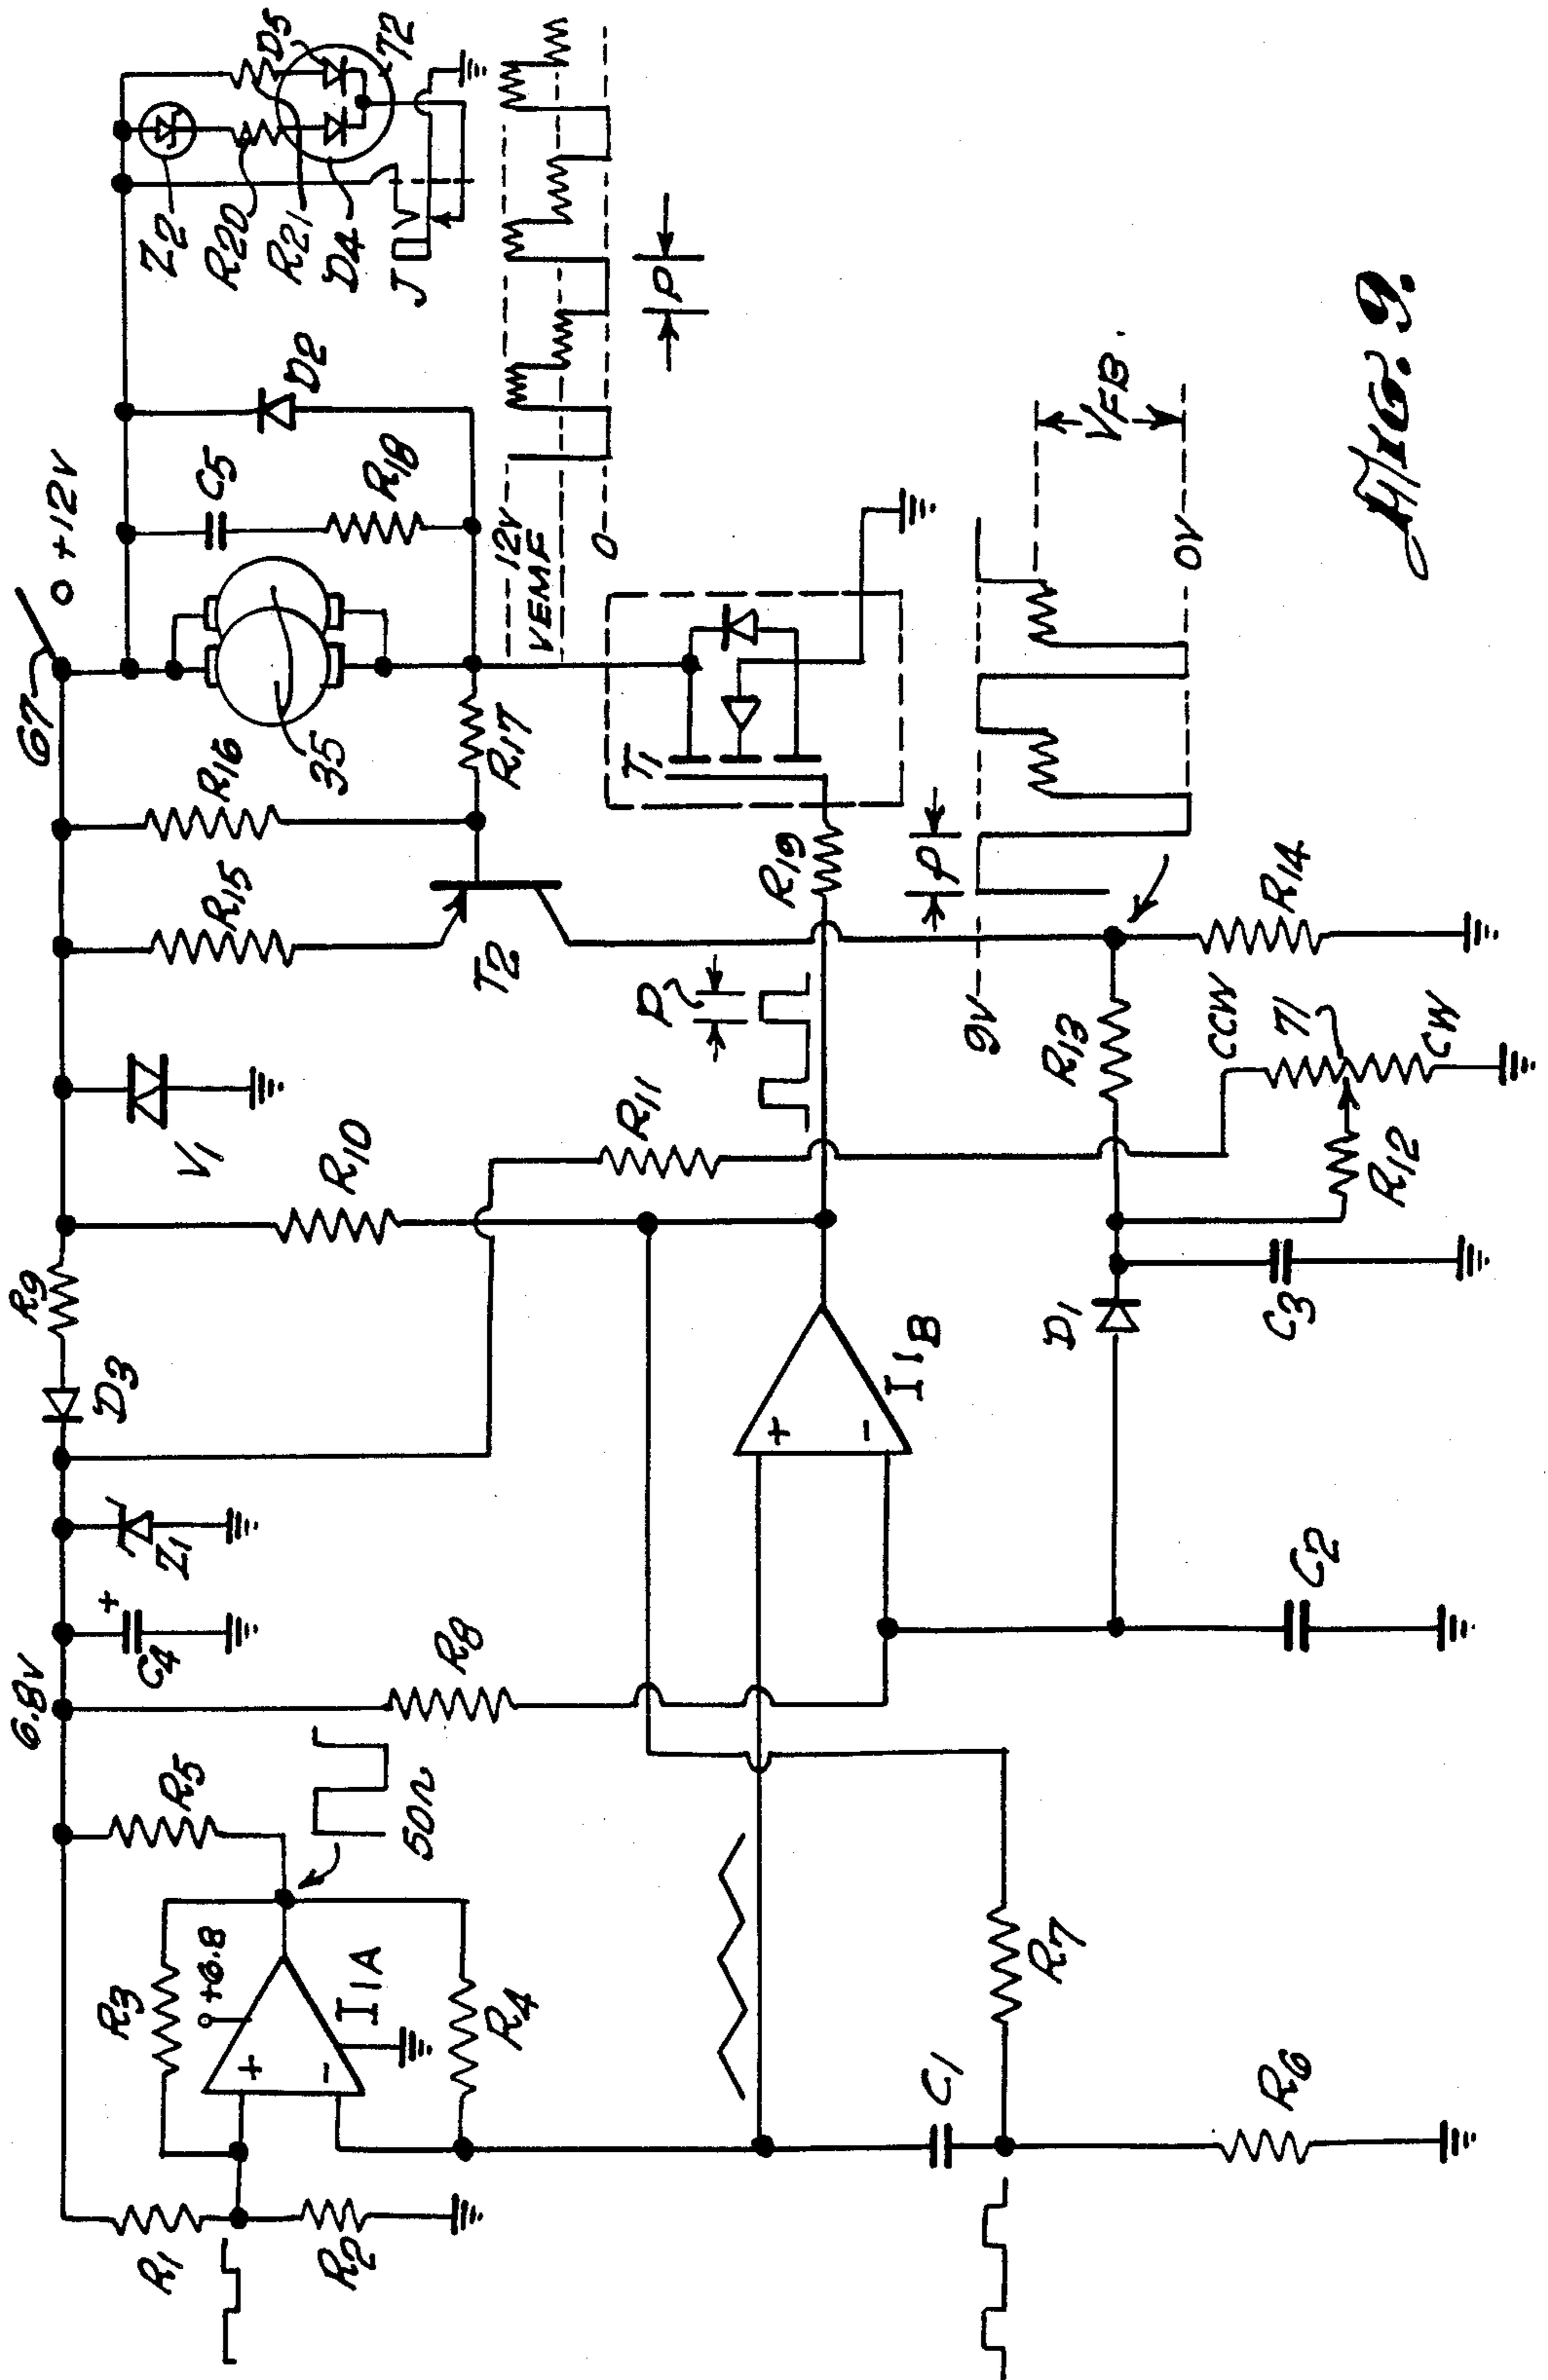 67
+12V
6.8V
R9
D3
R5
R3
+6.8
I1A
R4
50~
R1
R2
C4
+
Z1
V1
R8
R10
R11
R15
R16
35
C5
R18
D2
Z2
R20
R21
D4
D5
T2
J
T2
R17
12V
VEMF
0
P
T1
P
R19
I1B
+
-
+
-
P
9V
VFB
0V
C1
R7
R6
D1
C3
C2
R13
R12
CCW
71
CW
R14
FIG. 9.